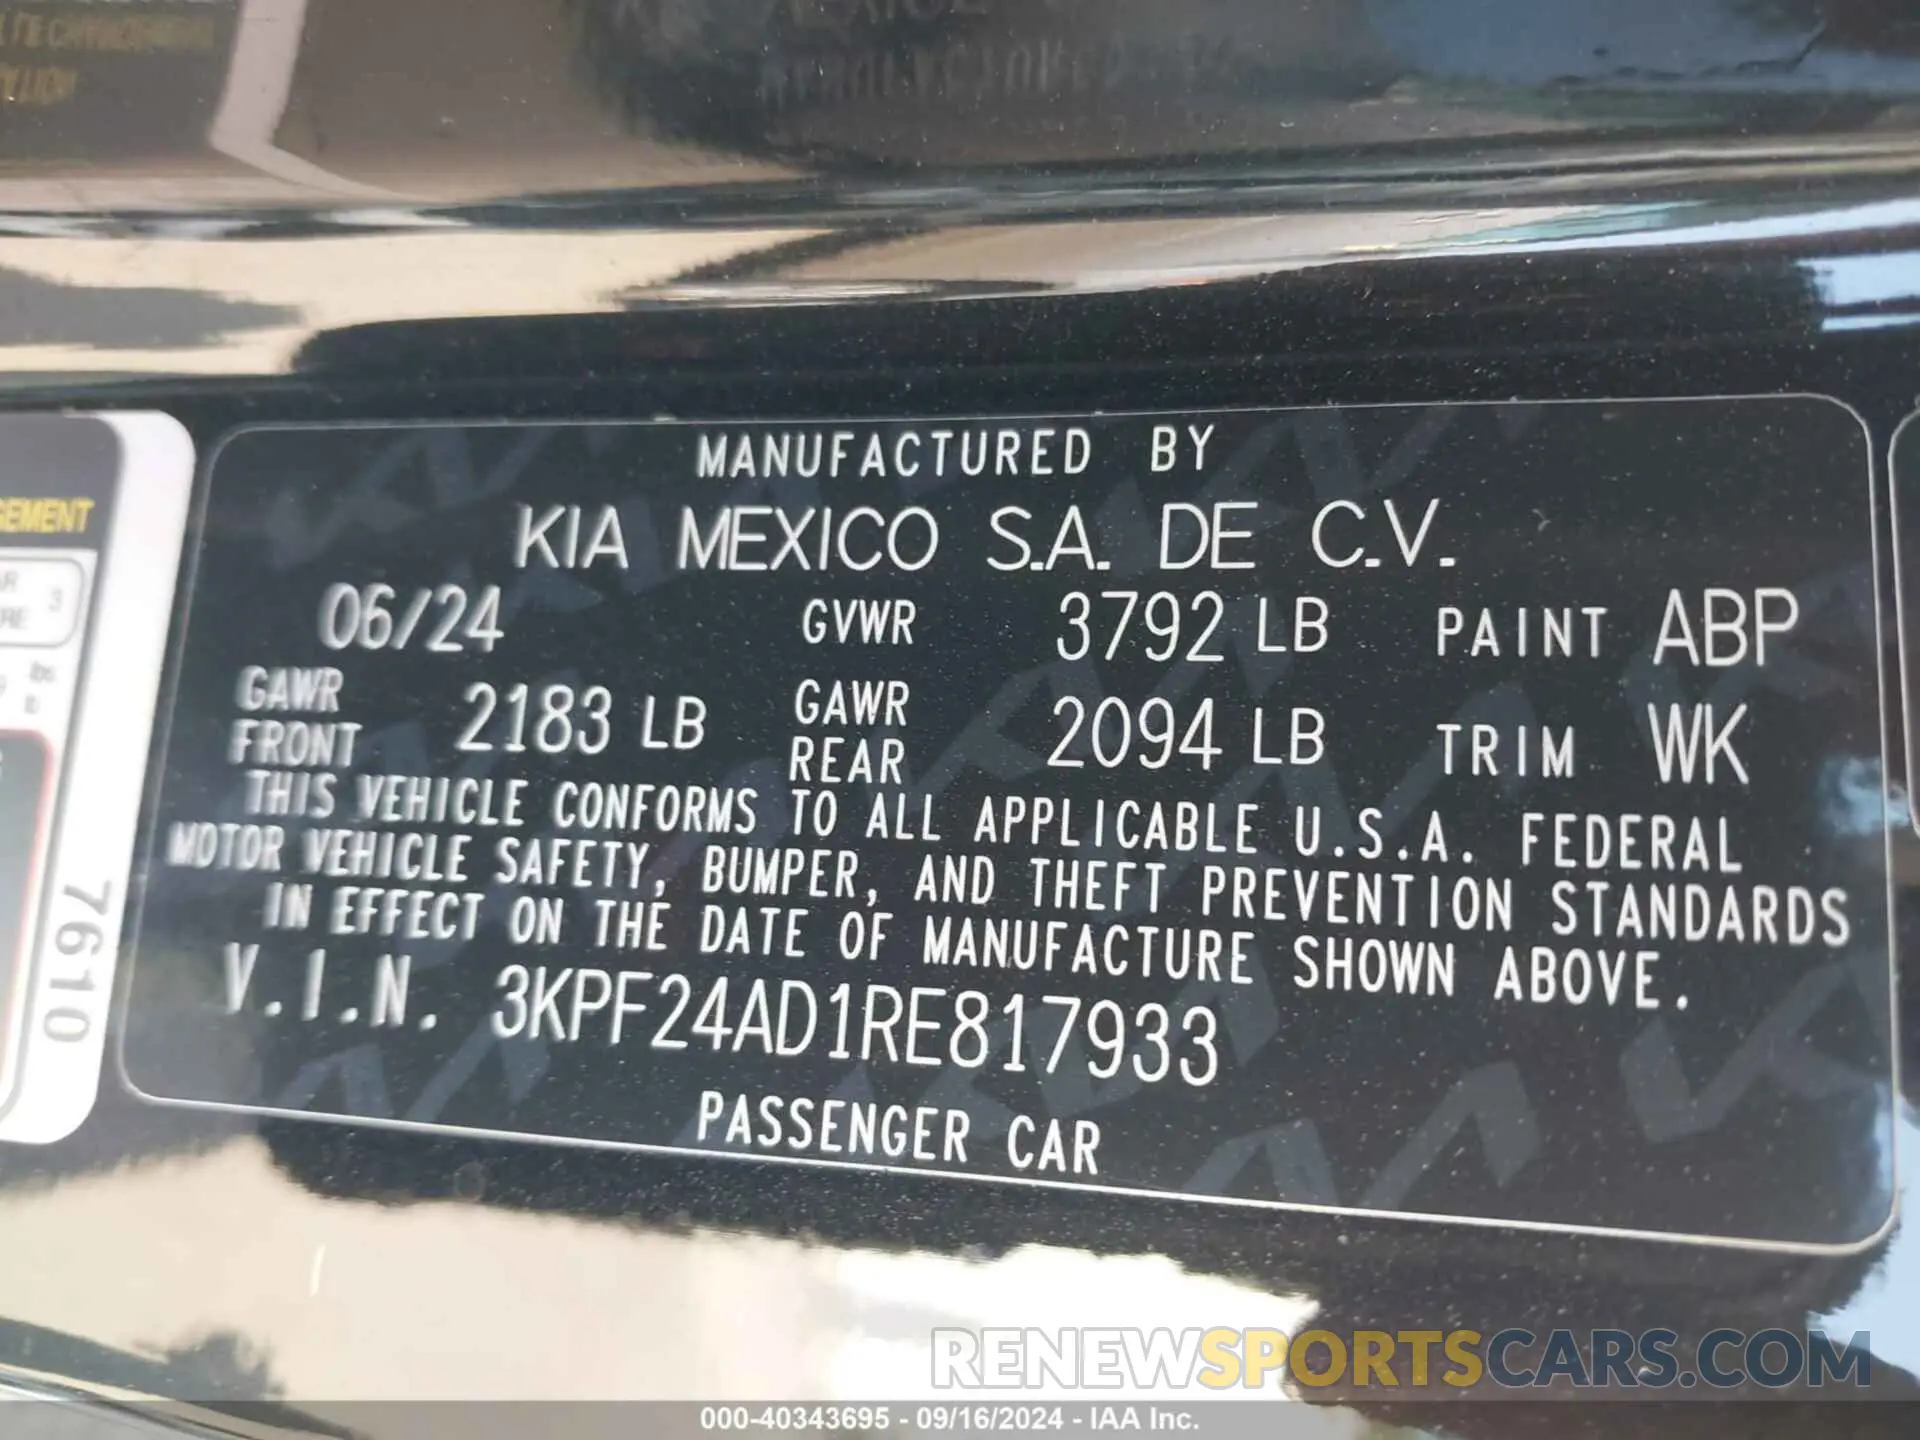 MANUFACTURED BY
KIA MEXICO S.A. DE C.V.
06/24 GVWR 3792 LB PAINT ABP
GAWR FRONT 2183 LB GAWR REAR 2094 LB TRIM WK
THIS VEHICLE CONFORMS TO ALL APPLICABLE U.S.A. FEDERAL
MOTOR VEHICLE SAFETY, BUMPER, AND THEFT PREVENTION STANDARDS
IN EFFECT ON THE DATE OF MANUFACTURE SHOWN ABOVE.
V.I.N. 3KPF24AD1RE817933
PASSENGER CAR
7610
RENEWSPORTSCARS.COM
000-40343695 - 09/16/2024 - IAA Inc.